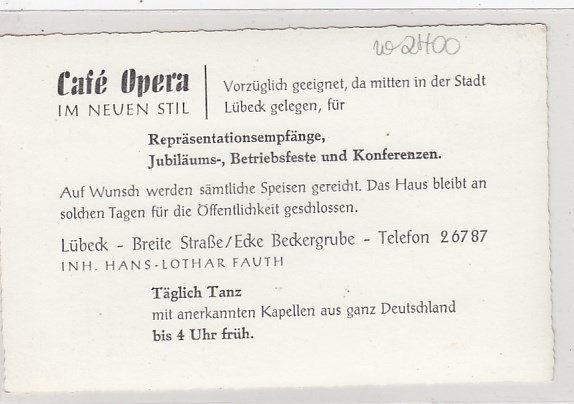 w 2400
Café Opera
IM NEUEN STIL
Vorzüglich geeignet, da mitten in der Stadt
Lübeck gelegen, für
Repräsentationsempfänge,
Jubiläums-, Betriebsfeste und Konferenzen.
Auf Wunsch werden sämtliche Speisen gereicht. Das Haus bleibt an
solchen Tagen für die Öffentlichkeit geschlossen.
Lübeck - Breite Straße/Ecke Beckergrube - Telefon 26787
INH. HANS-LOTHAR FAUTH
Täglich Tanz
mit anerkannten Kapellen aus ganz Deutschland
bis 4 Uhr früh.